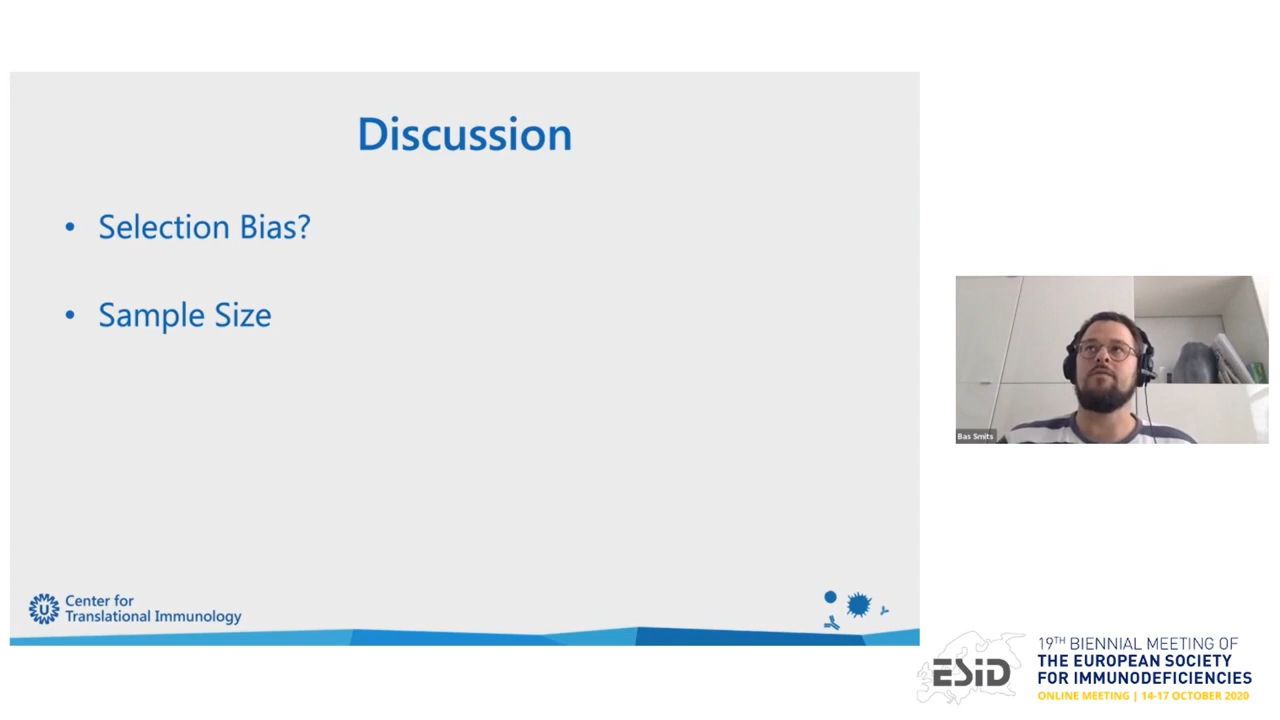 Discussion
• Selection Bias?
• Sample Size
Center for
Translational Immunology
U
Bas Smits
ESID
19TH BIENNIAL MEETING OF
THE EUROPEAN SOCIETY
FOR IMMUNODEFICIENCIES
ONLINE MEETING | 14-17 OCTOBER 2020